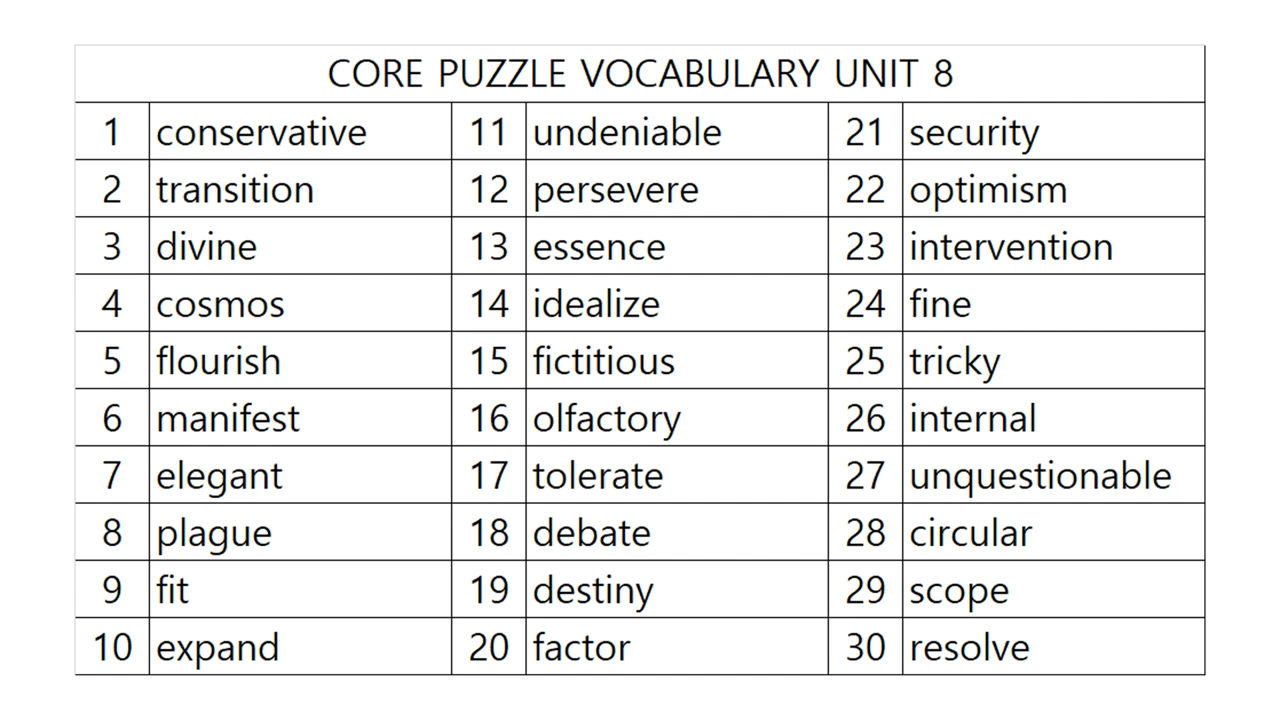 CORE PUZZLE VOCABULARY UNIT 8
1 conservative 11 undeniable 21 security
2 transition 12 persevere 22 optimism
3 divine 13 essence 23 intervention
4 cosmos 14 idealize 24 fine
5 flourish 15 fictitious 25 tricky
6 manifest 16 olfactory 26 internal
7 elegant 17 tolerate 27 unquestionable
8 plague 18 debate 28 circular
9 fit 19 destiny 29 scope
10 expand 20 factor 30 resolve